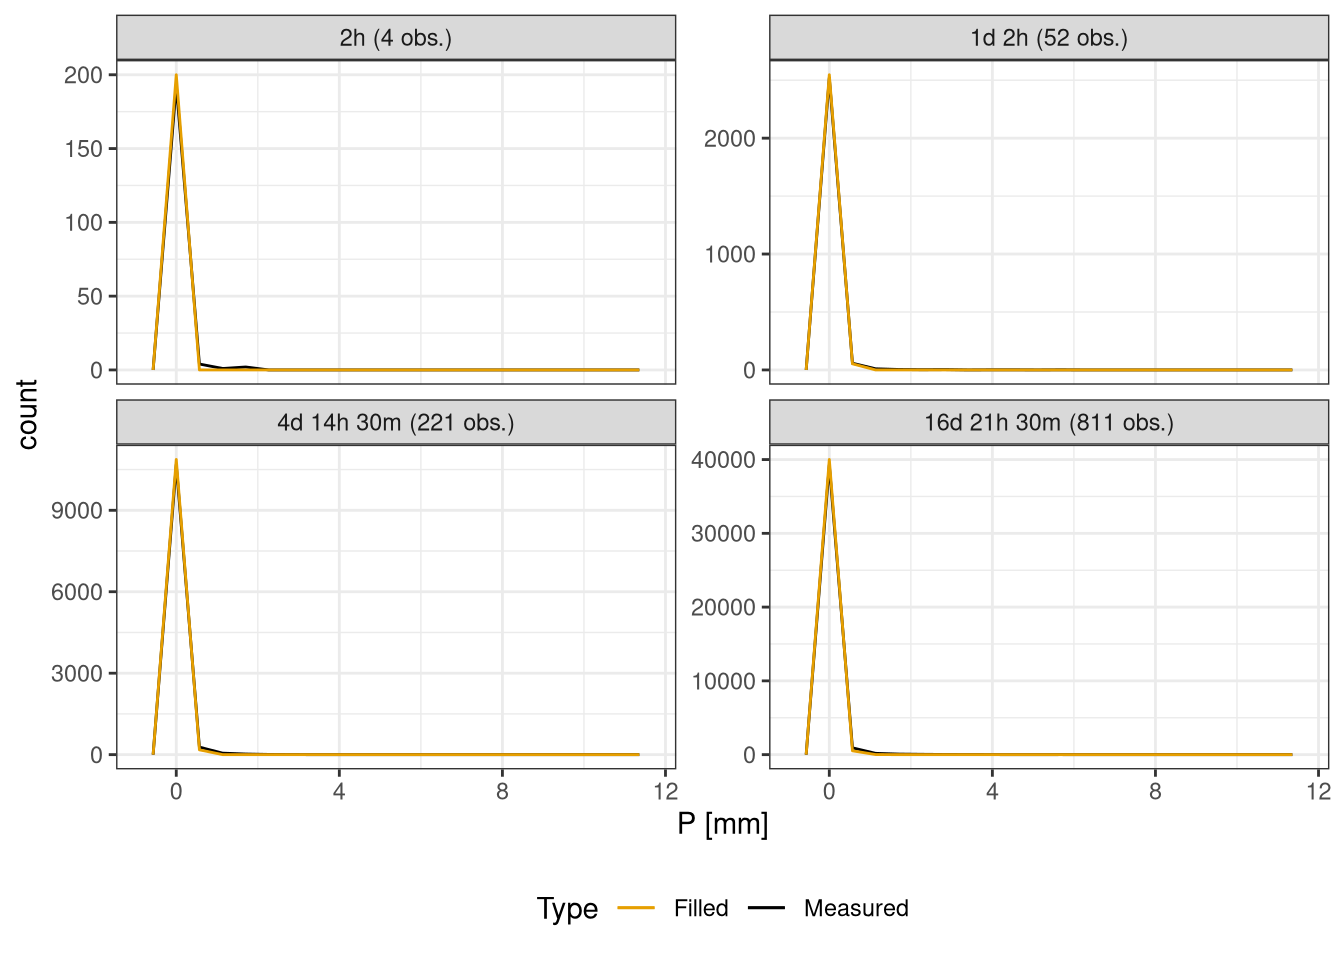 2h (4 obs.)
1d 2h (52 obs.)
200
150
100
50
0
2000
1000
0
count
4d 14h 30m (221 obs.)
16d 21h 30m (811 obs.)
9000
6000
3000
0
40000
30000
20000
10000
0
0 4 8 12
0 4 8 12
P [mm]
Type Filled Measured